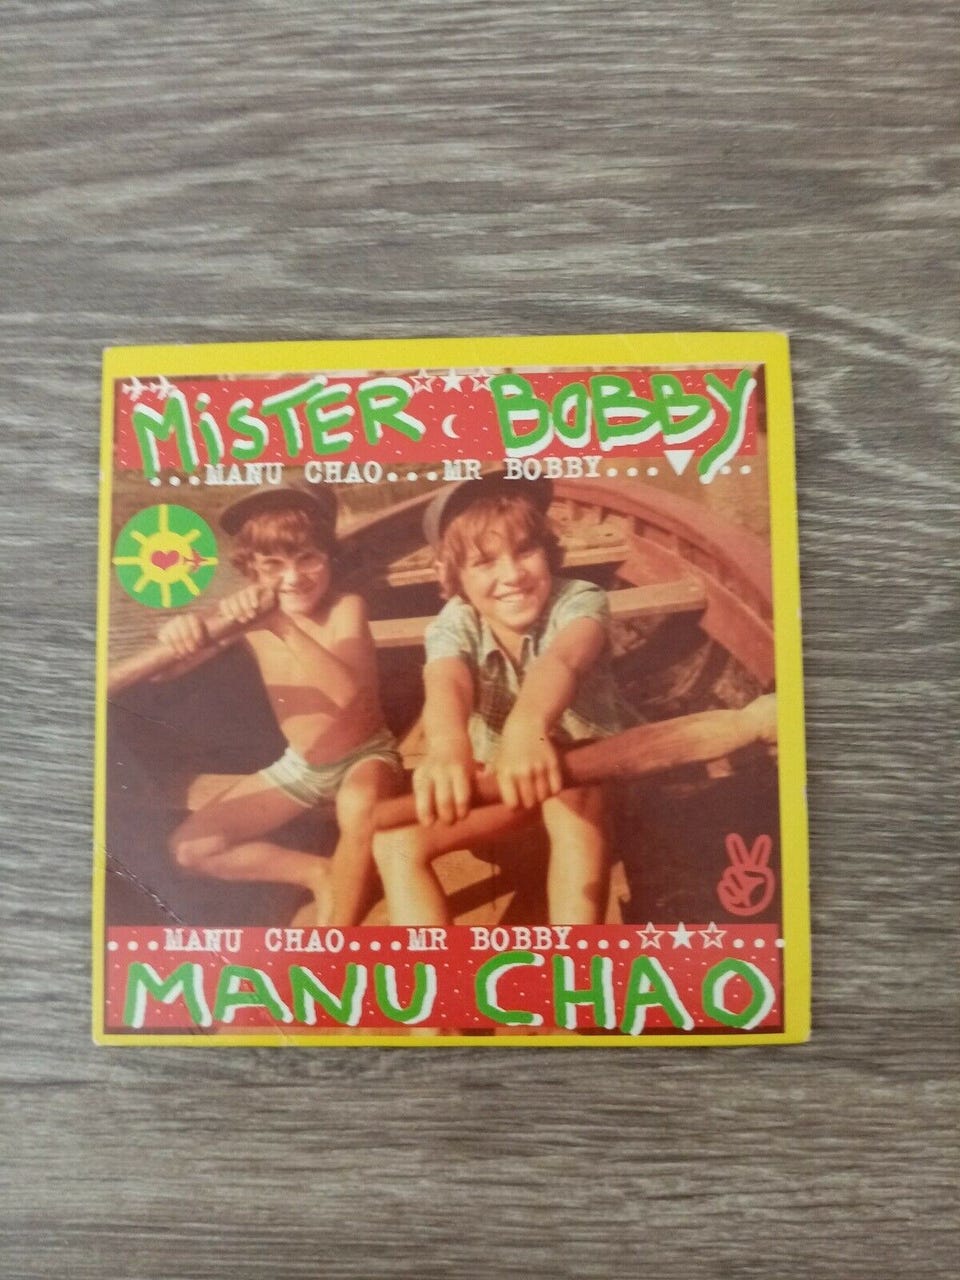 MiSTER BOBBY
...MANU CHAO...MR BOBBY.....
...MANU CHAO...MR BOBBY......
MANU CHAO